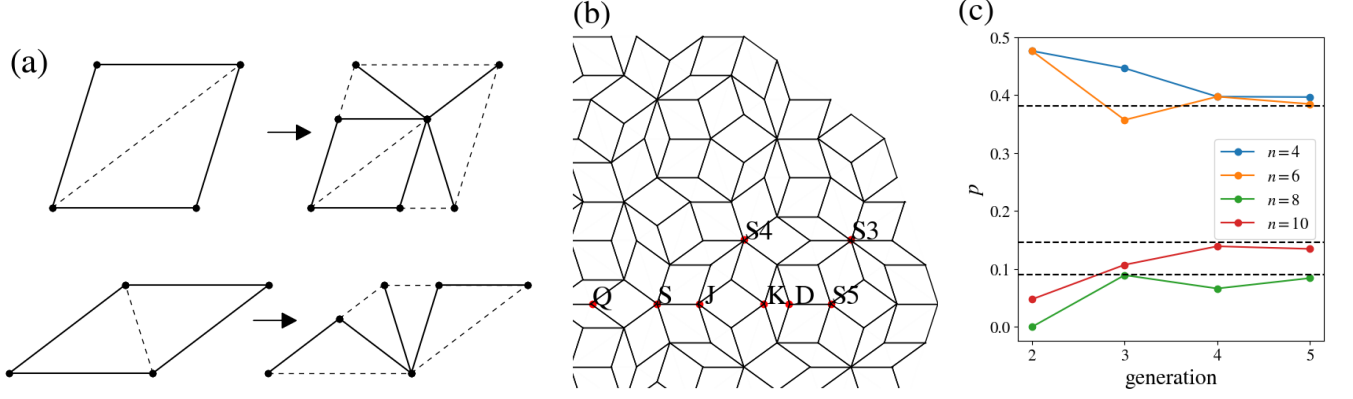 (a)
(b)
Q S J K D S5
S4 S3
(c)
p
0.5
0.4
0.3
0.2
0.1
0.0
n = 4
n = 6
n = 8
n = 10
2 3 4 5
generation